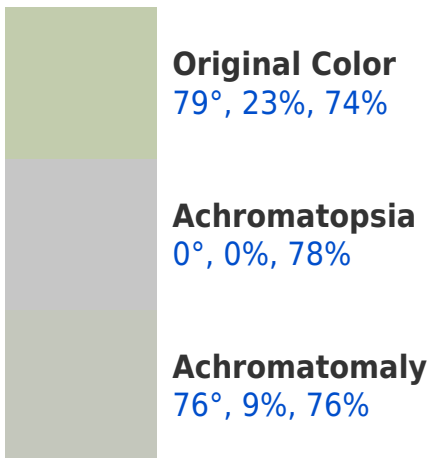 Original Color
79°, 23%, 74%
Achromatopsia
0°, 0%, 78%
Achromatomaly
76°, 9%, 76%